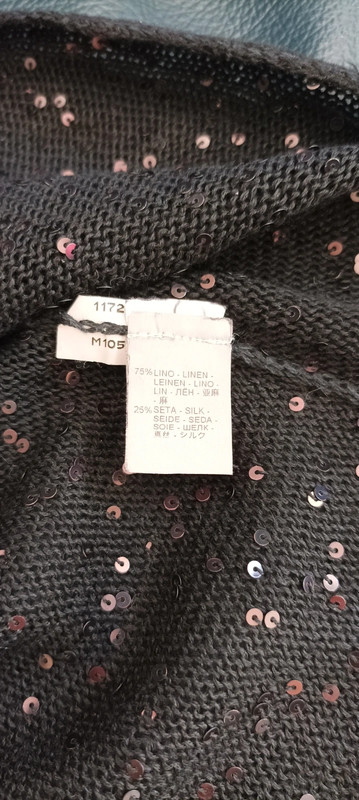 1172
M105
75%LINO - LINEN -
LEINEN - LINO -
LIN - ЛЁН - 亚麻
- 麻
25%SETA - SILK -
SEIDE - SEDA -
SOIE - ШЕЛК -
真丝 - シルク